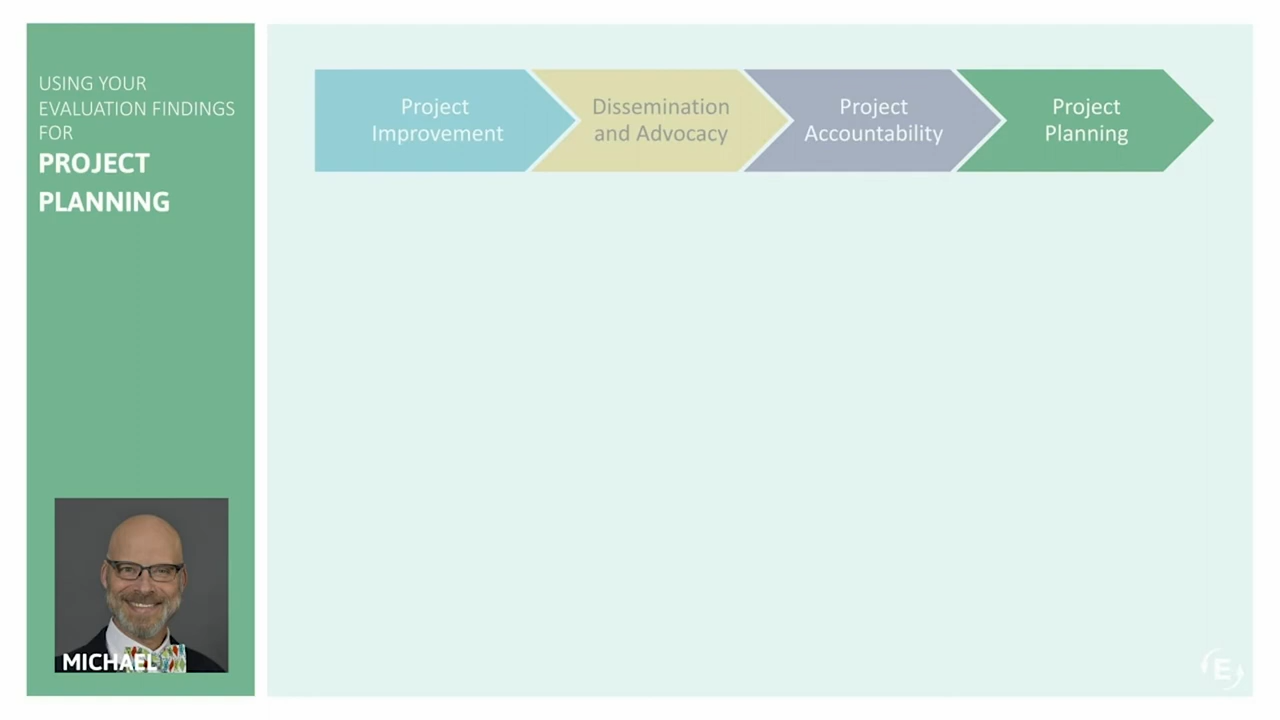 USING YOUR
EVALUATION FINDINGS
FOR
PROJECT
PLANNING
Project
Improvement
Dissemination
and Advocacy
Project
Accountability
Project
Planning
MICHAEL
E